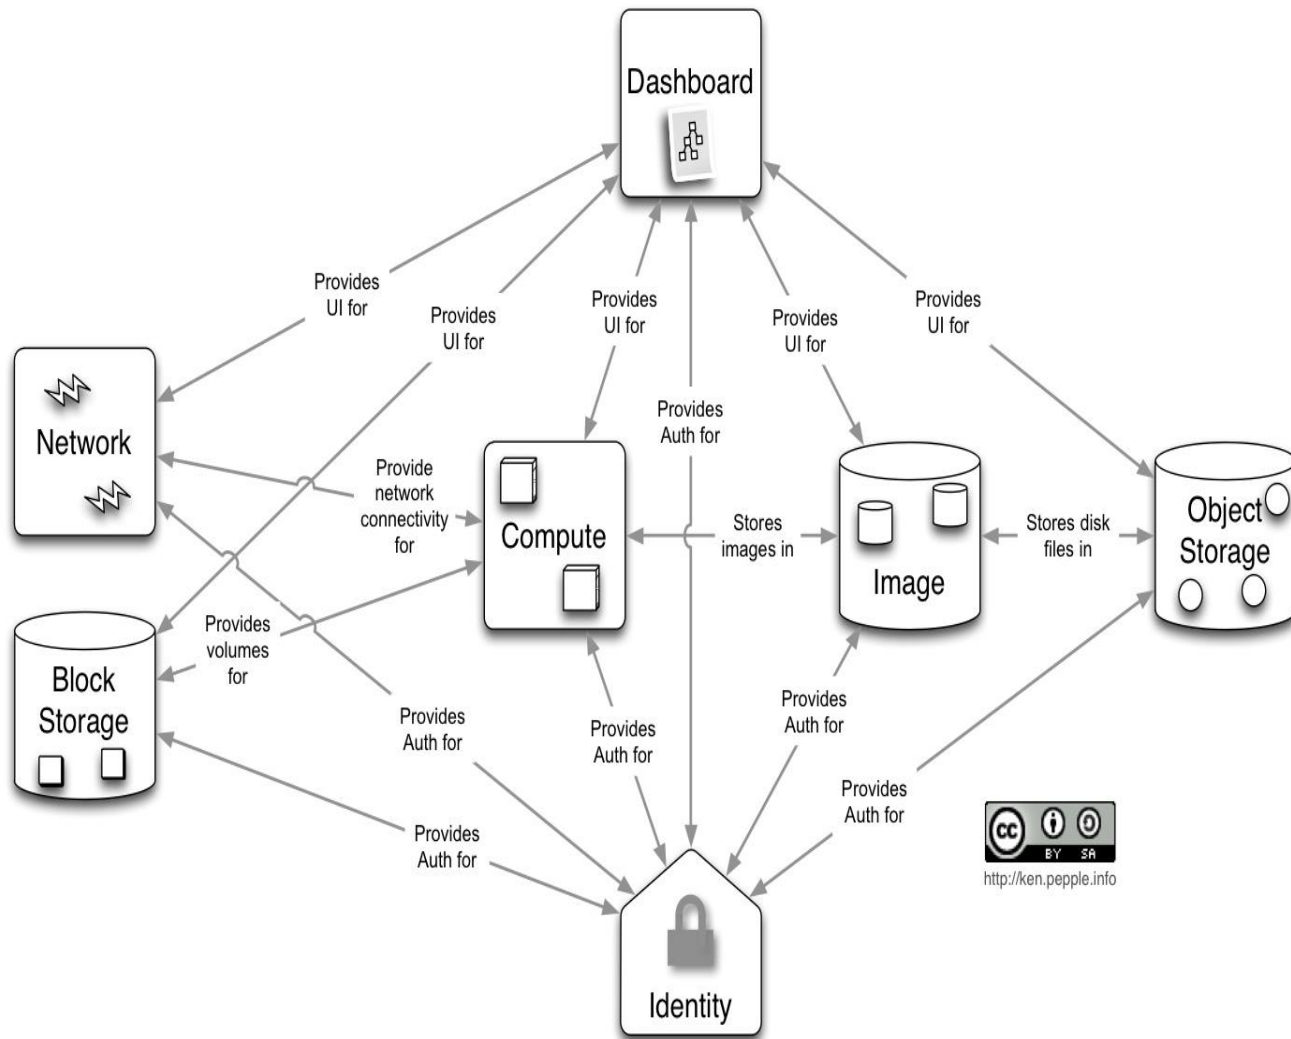 Dashboard
Provides
UI for
Provides
UI for
Provides
UI for
Provides
UI for
Provides
UI for
Network
Provide
network
connectivity
for
Provides
Auth for
Compute
Stores
images in
Image
Stores disk
files in
Object
Storage
Block
Storage
Provides
volumes
for
Provides
Auth for
Provides
Auth for
Provides
Auth for
Provides
Auth for
Provides
Auth for
Identity
cc
BY SA
http://ken.pepple.info